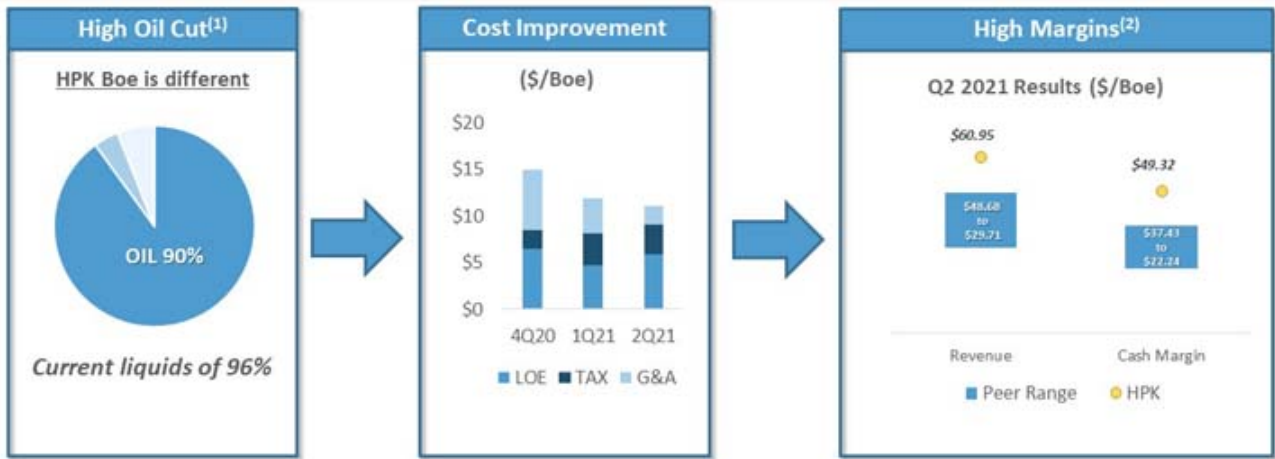 High Oil Cut(1)
HPK Boe is different
OIL 90%
Current liquids of 96%
Cost Improvement
($/Boe)
$20
$15
$10
$5
$0
4Q20 1Q21 2Q21
LOE TAX G&A
High Margins(2)
Q2 2021 Results ($/Boe)
$60.95
$49.32
$48.68
to
$29.71
$37.43
to
$22.24
Revenue Cash Margin
Peer Range HPK